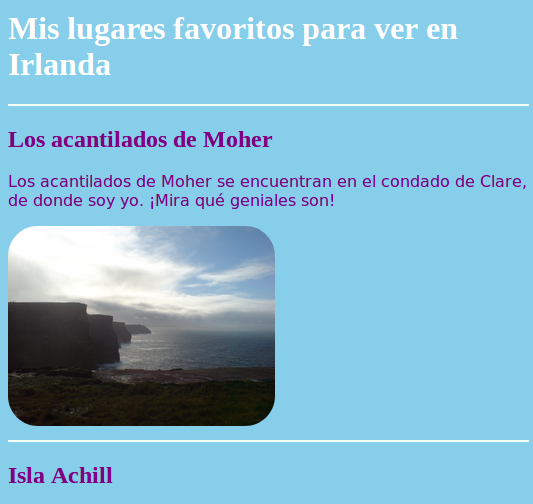 Mis lugares favoritos para ver en
Irlanda
Los acantilados de Moher
Los acantilados de Moher se encuentran en el condado de Clare,
de donde soy yo. ¡Mira qué geniales son!
Isla Achill